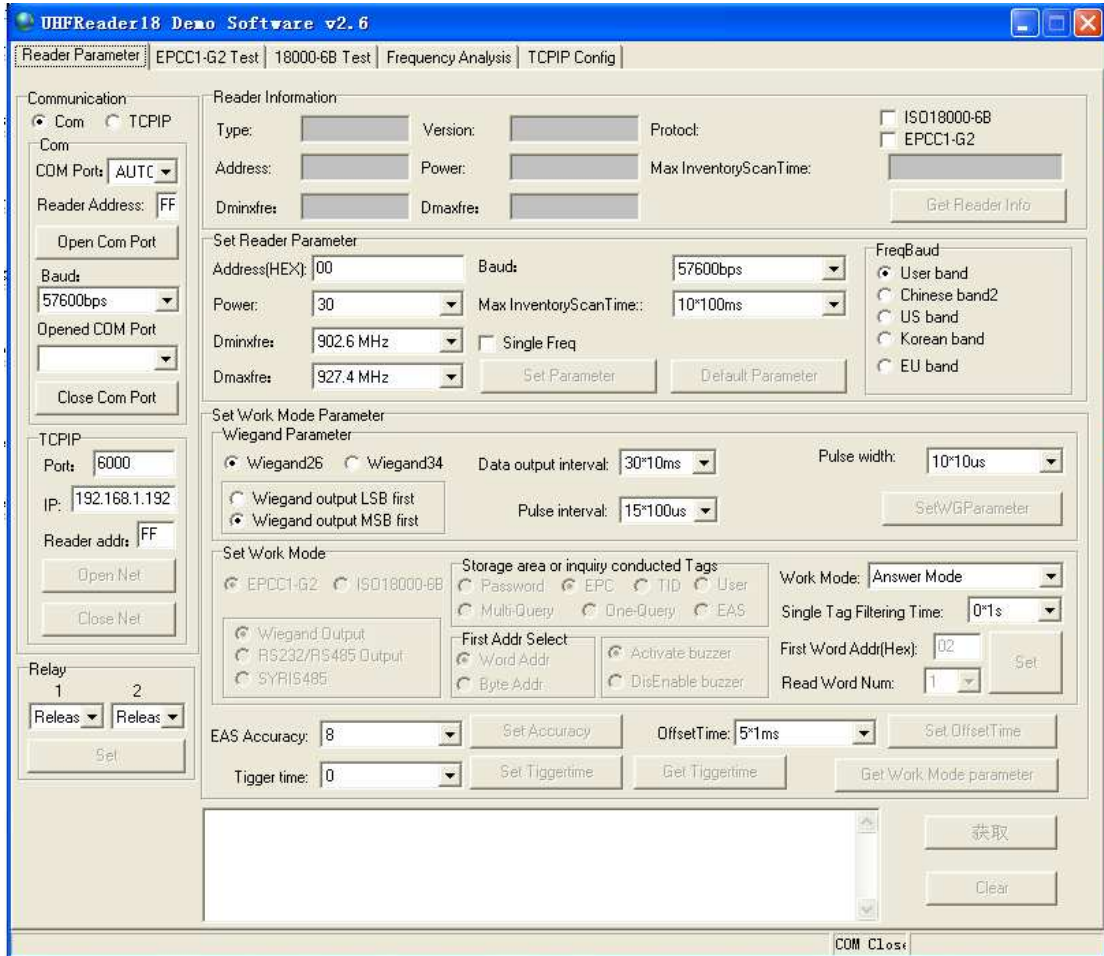 UHFReader18 Demo Software v2.6
Reader Parameter EPCC1-G2 Test 18000-6B Test Frequency Analysis TCPIP Config
Communication
Com TCPIP
Com
COM Port: AUTC
Reader Address: FF
Open Com Port
Baud:
57600bps
Opened COM Port
Close Com Port
TCPIP
Port: 6000
IP: 192.168.1.192
Reader addr: FF
Open Net
Close Net
Relay
1 2
Releas Releas
Set
Reader Information
Type: Version: Protocl: ISO18000-6B
EPCC1-G2
Address: Power: Max InventoryScanTime:
Dminxfre: Dmaxfre: Get Reader Info
Set Reader Parameter
Address(HEX): 00 Baud: 57600bps
Power: 30 Max InventoryScanTime:: 10*100ms
Dminxfre: 902.6 MHz Single Freq
Dmaxfre: 927.4 MHz Set Parameter Default Parameter
FreqBaud
User band
Chinese band2
US band
Korean band
EU band
Set Work Mode Parameter
Wiegand Parameter
Wiegand26 Wiegand34 Data output interval: 30*10ms Pulse width: 10*10us
Wiegand output LSB first
Wiegand output MSB first Pulse interval: 15*100us SetWGParameter
Set Work Mode
EPCC1-G2 ISO18000-6B
Wiegand Output
RS232/RS485 Output
SYRIS485
Storage area or inquiry conducted Tags
Password EPC TID User
Multi-Query One-Query EAS
First Addr Select
Word Addr
Byte Addr
Activate buzzer
DisEnable buzzer
Work Mode: Answer Mode
Single Tag Filtering Time: 0*1s
First Word Addr(Hex): 02
Read Word Num: 1
Set
EAS Accuracy: 8 Set Accuracy OffsetTime: 5*1ms Set OffsetTime
Tigger time: 0 Set Tiggertime Get Tiggertime Get Work Mode parameter
获取
Clear
COM Close